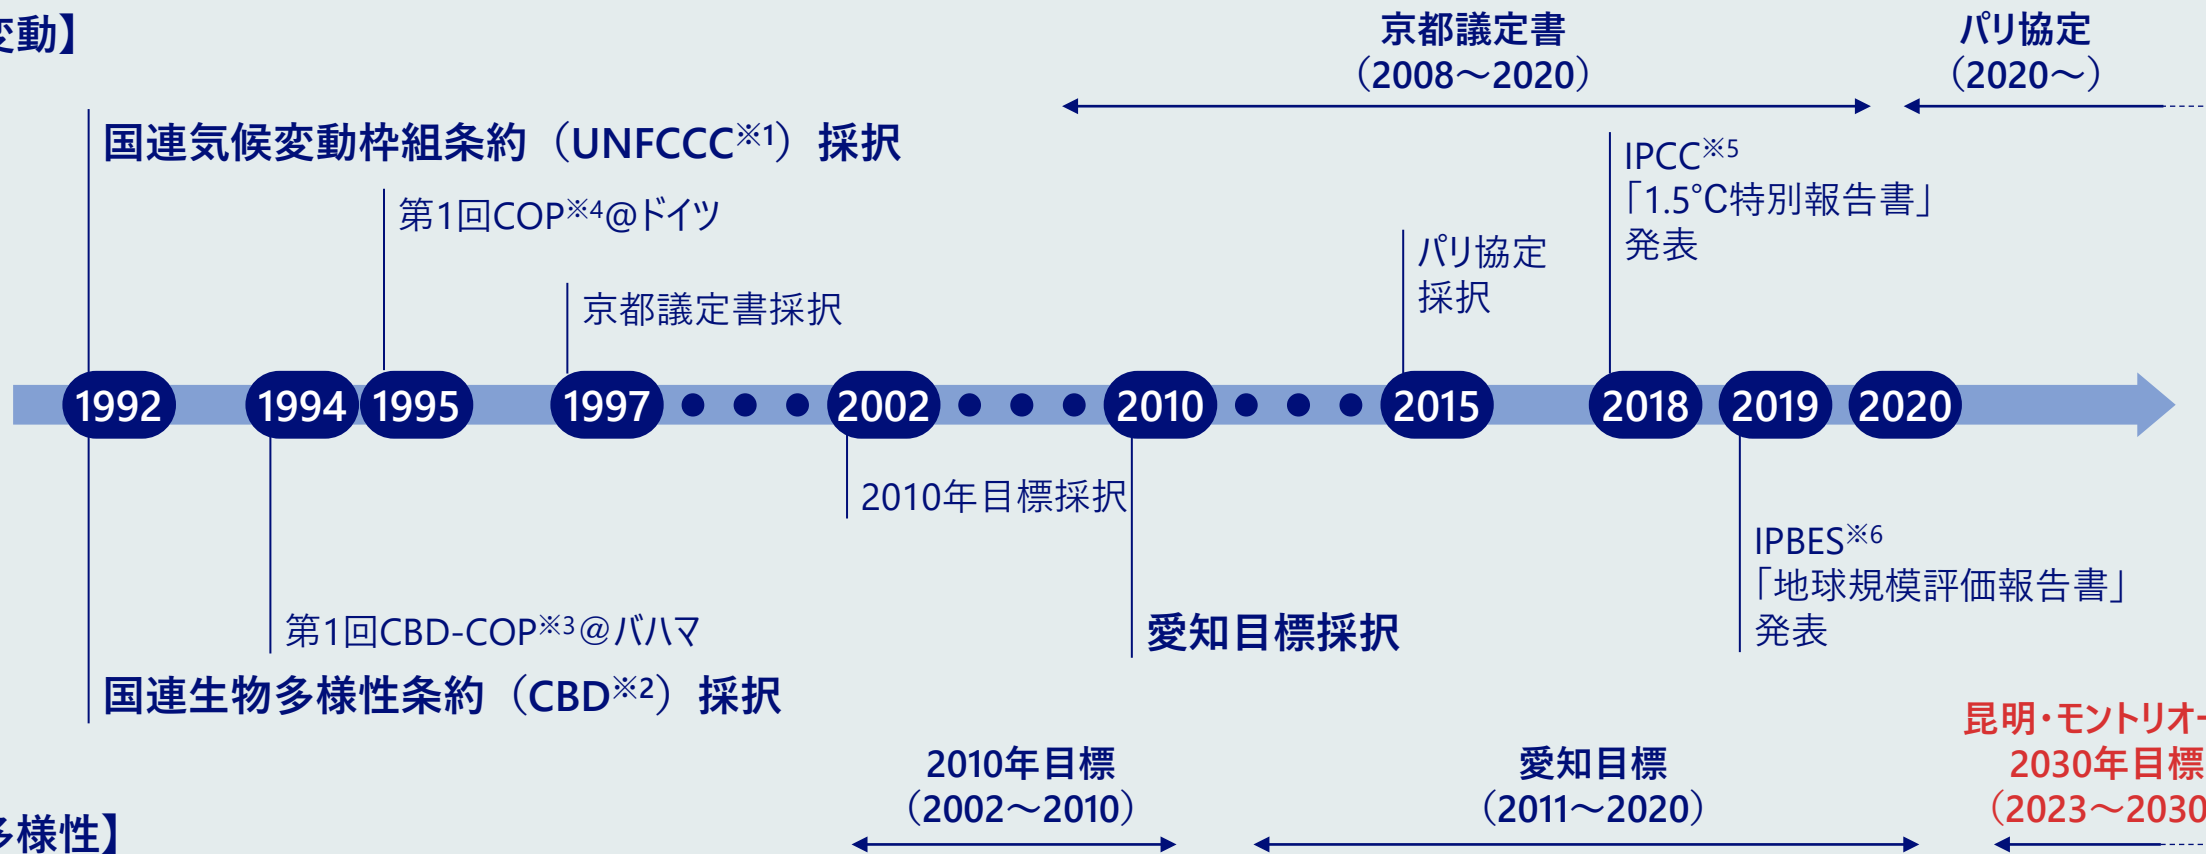 変動】
京都議定書
（2008～2020）
パリ協定
（2020～）
国連気候変動枠組条約（UNFCCC※1）採択
第1回COP※4@ドイツ
京都議定書採択
パリ協定
採択
IPCC※5
「1.5℃特別報告書」
発表
1992 1994 1995 1997 2002 2010 2015 2018 2019 2020
2010年目標採択
第1回CBD-COP※3@バハマ
国連生物多様性条約（CBD※2）採択
愛知目標採択
IPBES※6
「地球規模評価報告書」
発表
2010年目標
（2002～2010）
愛知目標
（2011～2020）
昆明・モントリオー
2030年目標
（2023～2030
多様性】